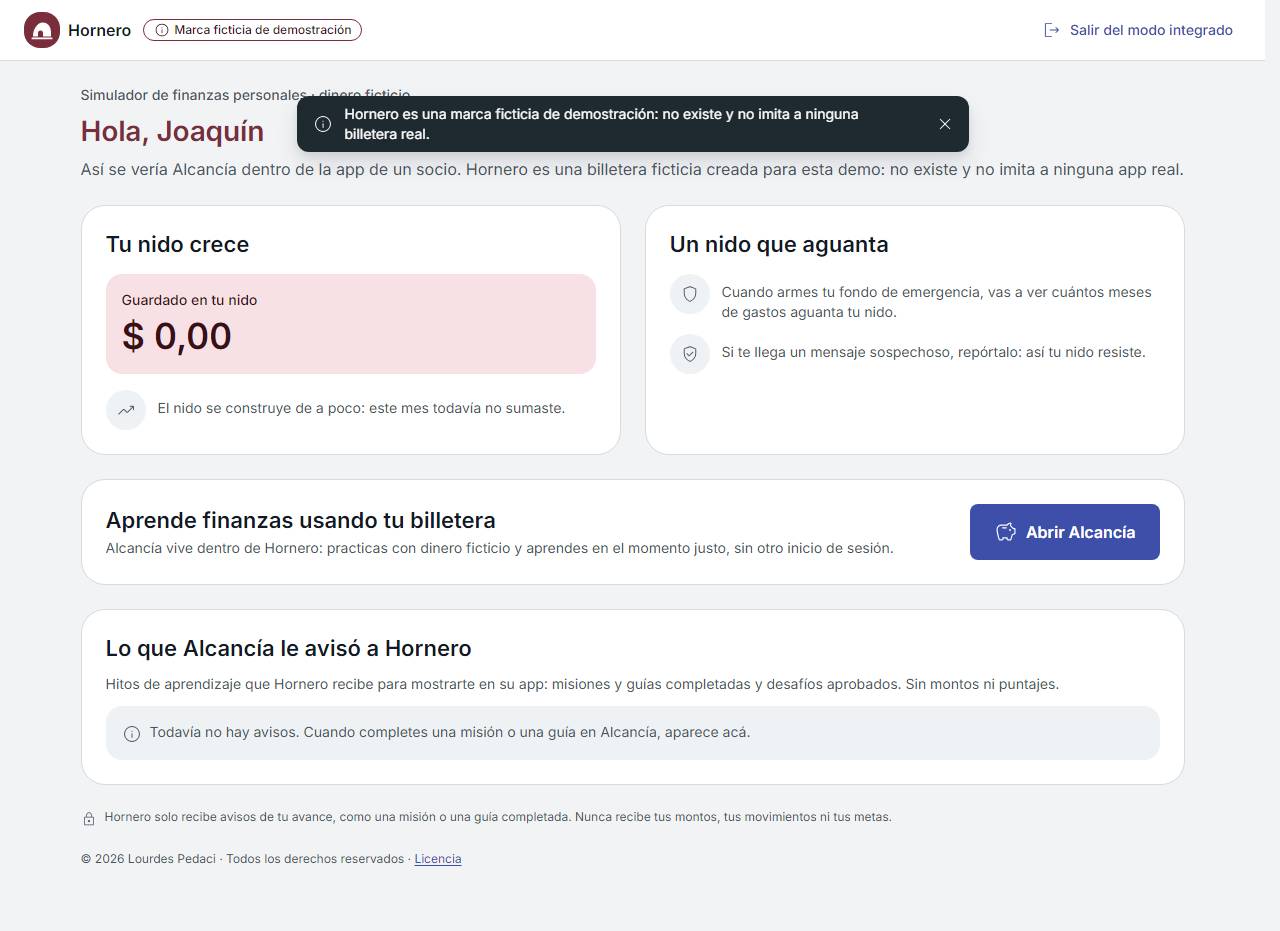 Hornero
Marca ficticia de demostración
Salir del modo integrado
Simulador de finanzas personales · dinero ficticio
Hornero es una marca ficticia de demostración: no existe y no imita a ninguna
billetera real.
Hola, Joaquín
Así se vería Alcancía dentro de la app de un socio. Hornero es una billetera ficticia creada para esta demo: no existe y no imita a ninguna app real.
Tu nido crece
Guardado en tu nido
$ 0,00
El nido se construye de a poco: este mes todavía no sumaste.
Un nido que aguanta
Cuando armes tu fondo de emergencia, vas a ver cuántos meses
de gastos aguanta tu nido.
Si te llega un mensaje sospechoso, repórtalo: así tu nido resiste.
Aprende finanzas usando tu billetera
Alcancía vive dentro de Hornero: practicas con dinero ficticio y aprendes en el momento justo, sin otro inicio de sesión.
Abrir Alcancía
Lo que Alcancía le avisó a Hornero
Hitos de aprendizaje que Hornero recibe para mostrarte en su app: misiones y guías completadas y desafíos aprobados. Sin montos ni puntajes.
Todavía no hay avisos. Cuando completes una misión o una guía en Alcancía, aparece acá.
Hornero solo recibe avisos de tu avance, como una misión o una guía completada. Nunca recibe tus montos, tus movimientos ni tus metas.
© 2026 Lourdes Pedaci · Todos los derechos reservados · Licencia